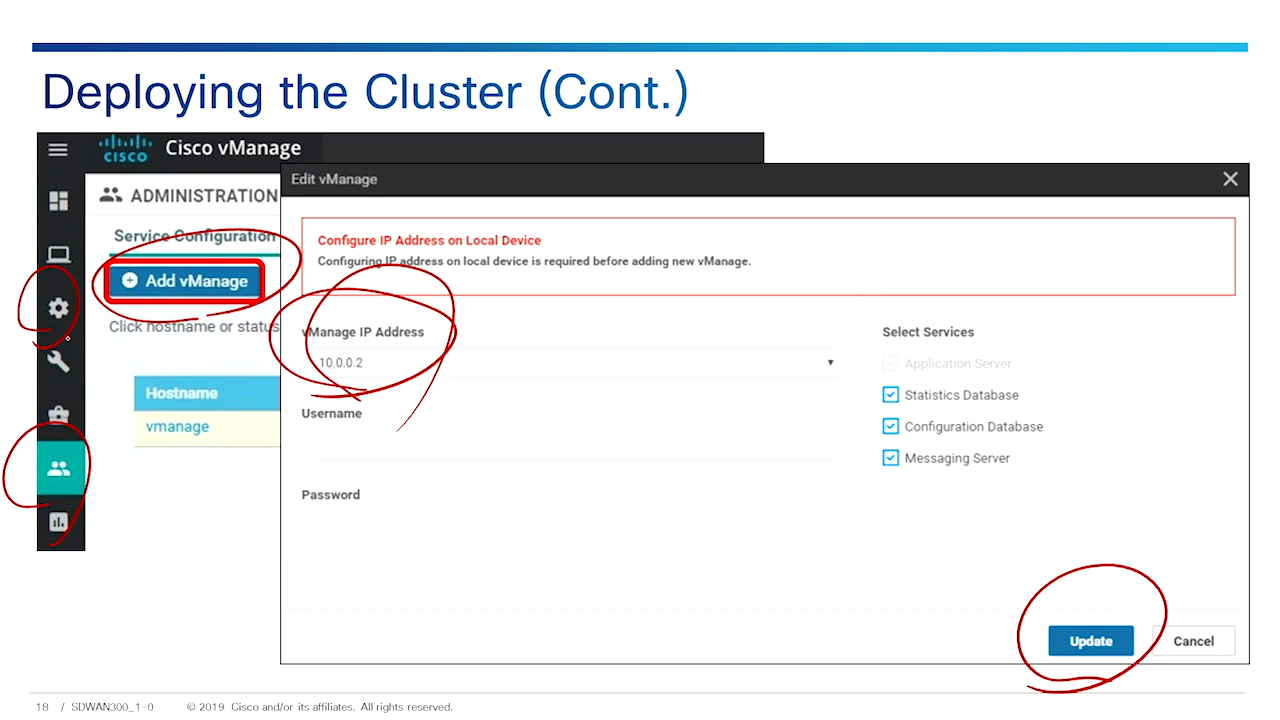 Deploying the Cluster (Cont.)
CISCO Cisco vManage
Edit vManage
ADMINISTRATION
Service Configuration
Add vManage
Click hostname or status
Hostname
vmanage
Configure IP Address on Local Device
Configuring IP address on local device is required before adding new vManage.
vManage IP Address
10.0.0.2
Username
Password
Select Services
Application Server
Statistics Database
Configuration Database
Messaging Server
Update Cancel
18 / SDWAN300_1-0 © 2019 Cisco and/or its affiliates. All rights reserved.